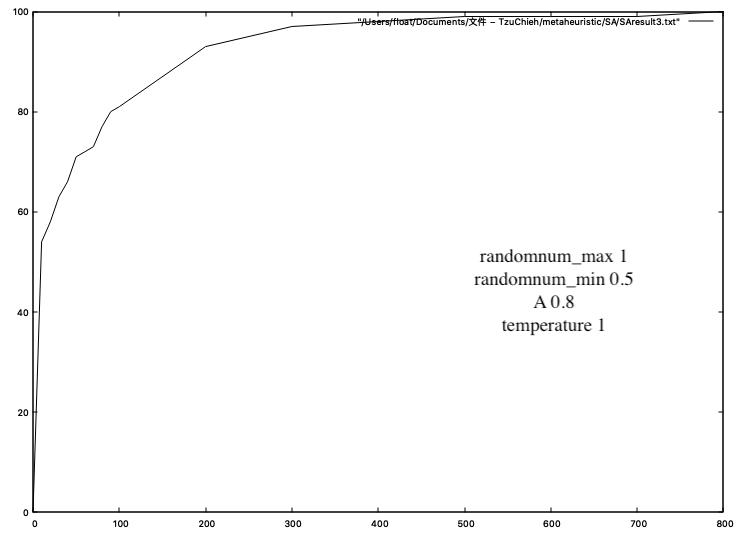 100
"/Users/float/Documents/文件 – TzuChieh/metaheuristic/SA/SAresult3.txt"
80
60
randomnum_max 1
randomnum_min 0.5
A 0.8
temperature 1
40
20
0
0 100 200 300 400 500 600 700 800